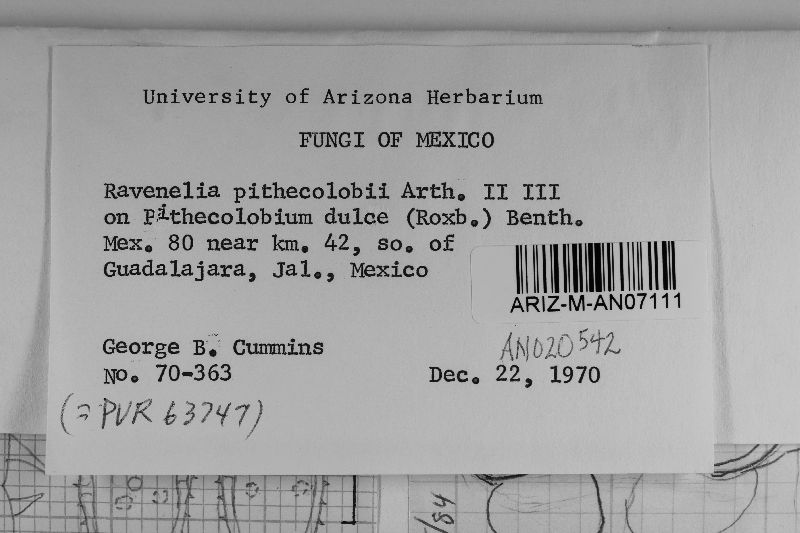 University of Arizona Herbarium
FUNGI OF MEXICO
Ravenelia pithecolobii Arth. II III
on Pithecolobium dulce (Roxb.) Benth.
Mex. 80 near km. 42, so. of
Guadalajara, Jal., Mexico
ARIZ-M-AN07111
George B. Cummins
AN020542
No. 70-363
Dec. 22, 1970
(= PUR 63747)
/84